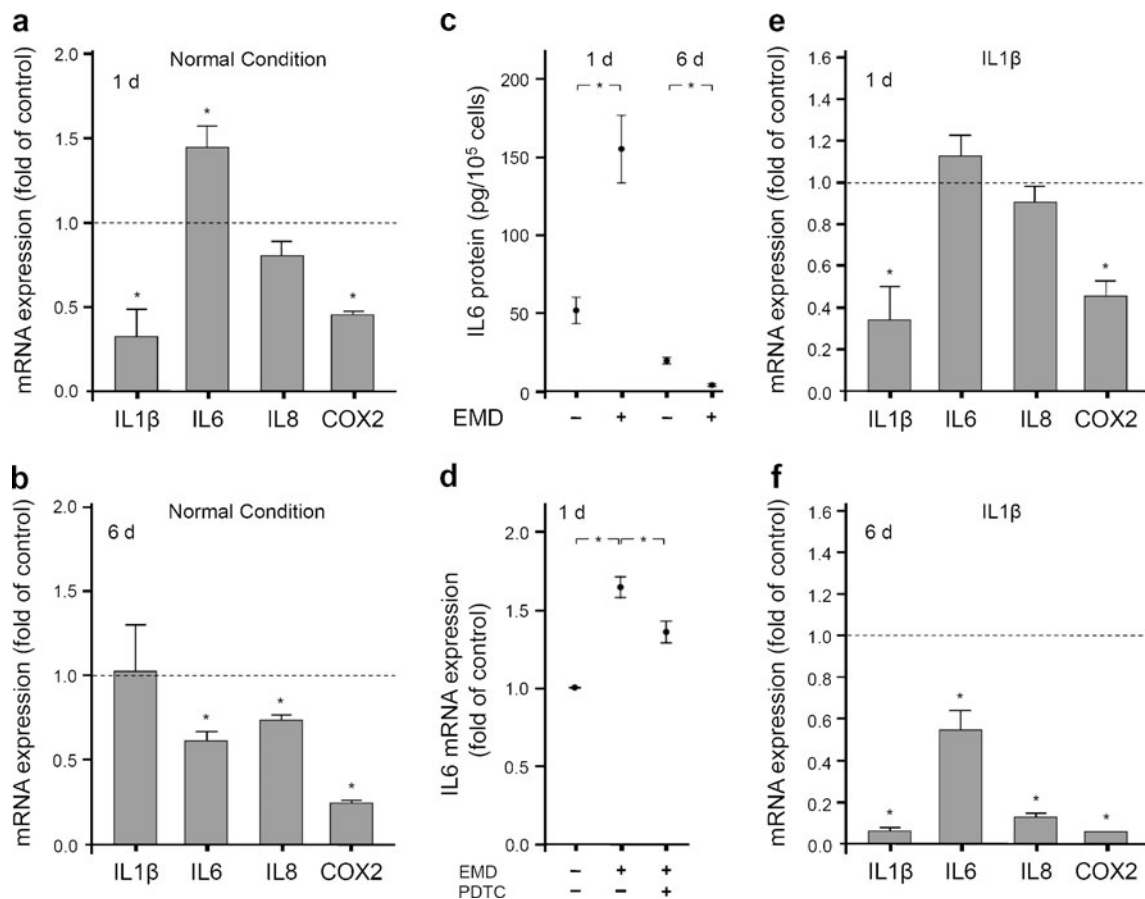 a
Normal Condition
1 d
mRNA expression (fold of control)
2.0
1.5
1.0
0.5
0.0
*
*
*
IL1β IL6 IL8 COX2
b
Normal Condition
6 d
mRNA expression (fold of control)
2.0
1.5
1.0
0.5
0.0
*
*
*
IL1β IL6 IL8 COX2
c
1 d 6 d
IL6 protein (pg/10⁵ cells)
200
150
100
50
0
* *
EMD – + – +
d
1 d
IL6 mRNA expression
(fold of control)
2.0
1.5
1.0
0.5
0.0
* *
EMD – + +
PDTC – – +
e
IL1β
1 d
mRNA expression (fold of control)
1.6
1.4
1.2
1.0
0.8
0.6
0.4
0.2
0.0
* *
IL1β IL6 IL8 COX2
f
IL1β
6 d
mRNA expression (fold of control)
1.6
1.4
1.2
1.0
0.8
0.6
0.4
0.2
0.0
*
*
*
*
IL1β IL6 IL8 COX2